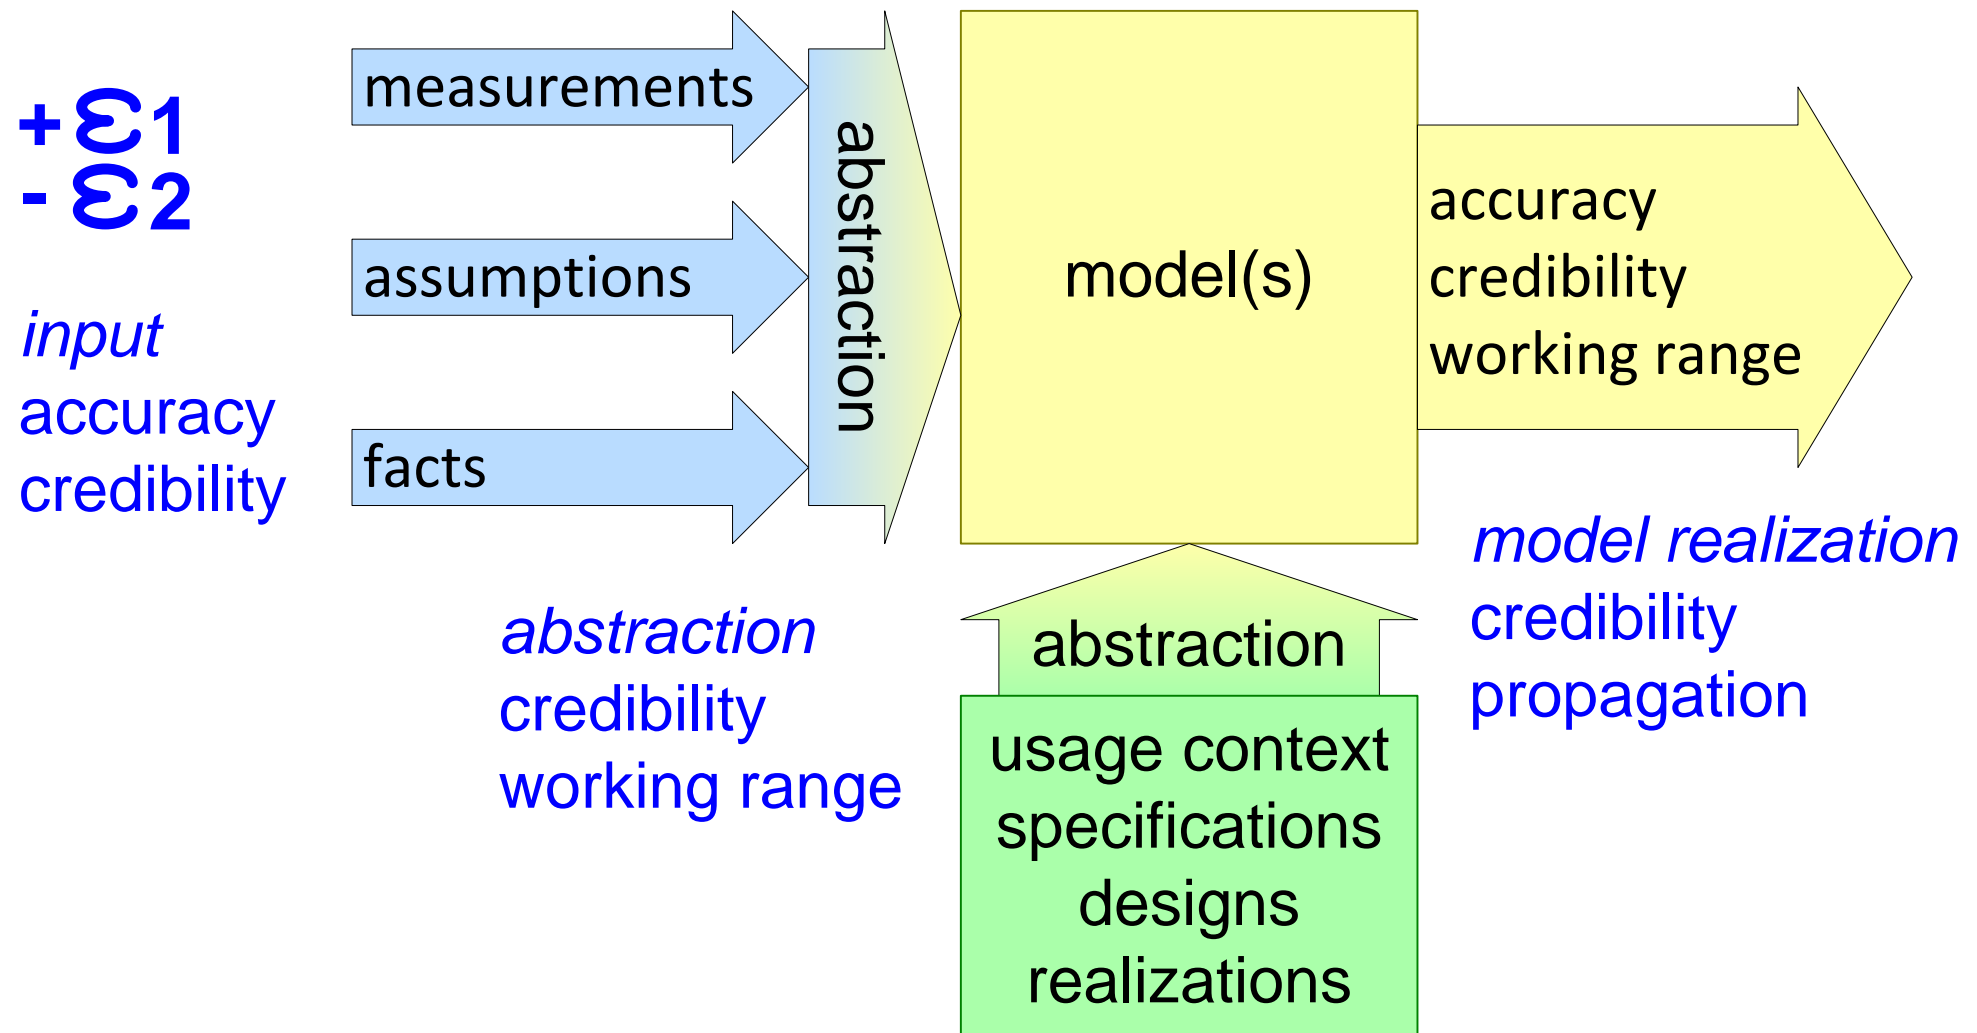 +ε1
- ε2
input
accuracy
credibility
measurements
assumptions
facts
abstraction
abstraction
credibility
working range
model(s)
abstraction
usage context
specifications
designs
realizations
accuracy
credibility
working range
model realization
credibility
propagation